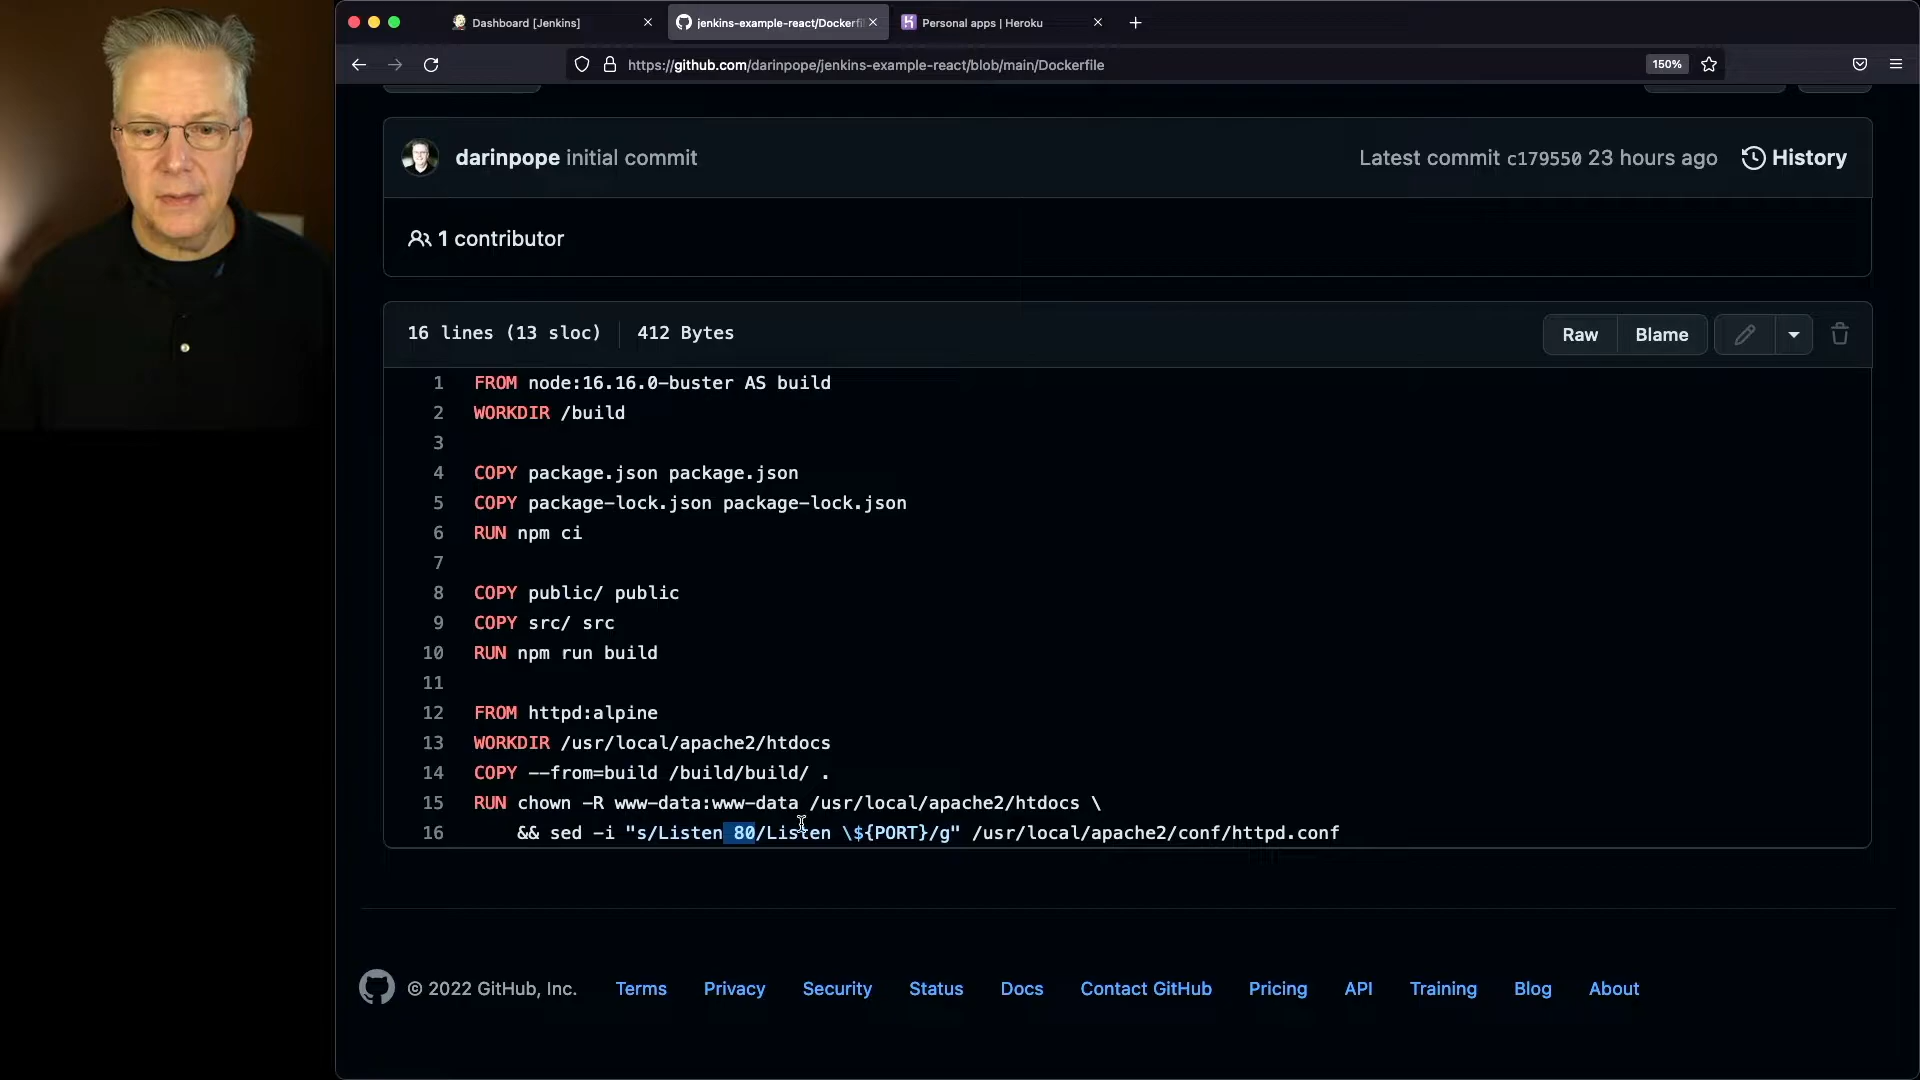 Dashboard [Jenkins]
jenkins-example-react/Dockerfi
Personal apps | Heroku
https://github.com/darinpope/jenkins-example-react/blob/main/Dockerfile
150%
darinpope initial commit
Latest commit c179550 23 hours ago
History
1 contributor
16 lines (13 sloc)
412 Bytes
Raw
Blame
1 FROM node:16.16.0-buster AS build
2 WORKDIR /build
3
4 COPY package.json package.json
5 COPY package-lock.json package-lock.json
6 RUN npm ci
7
8 COPY public/ public
9 COPY src/ src
10 RUN npm run build
11
12 FROM httpd:alpine
13 WORKDIR /usr/local/apache2/htdocs
14 COPY --from=build /build/build/ .
15 RUN chown -R www-data:www-data /usr/local/apache2/htdocs \
16 && sed -i "s/Listen 80/Listen \${PORT}/g" /usr/local/apache2/conf/httpd.conf
© 2022 GitHub, Inc.
Terms
Privacy
Security
Status
Docs
Contact GitHub
Pricing
API
Training
Blog
About